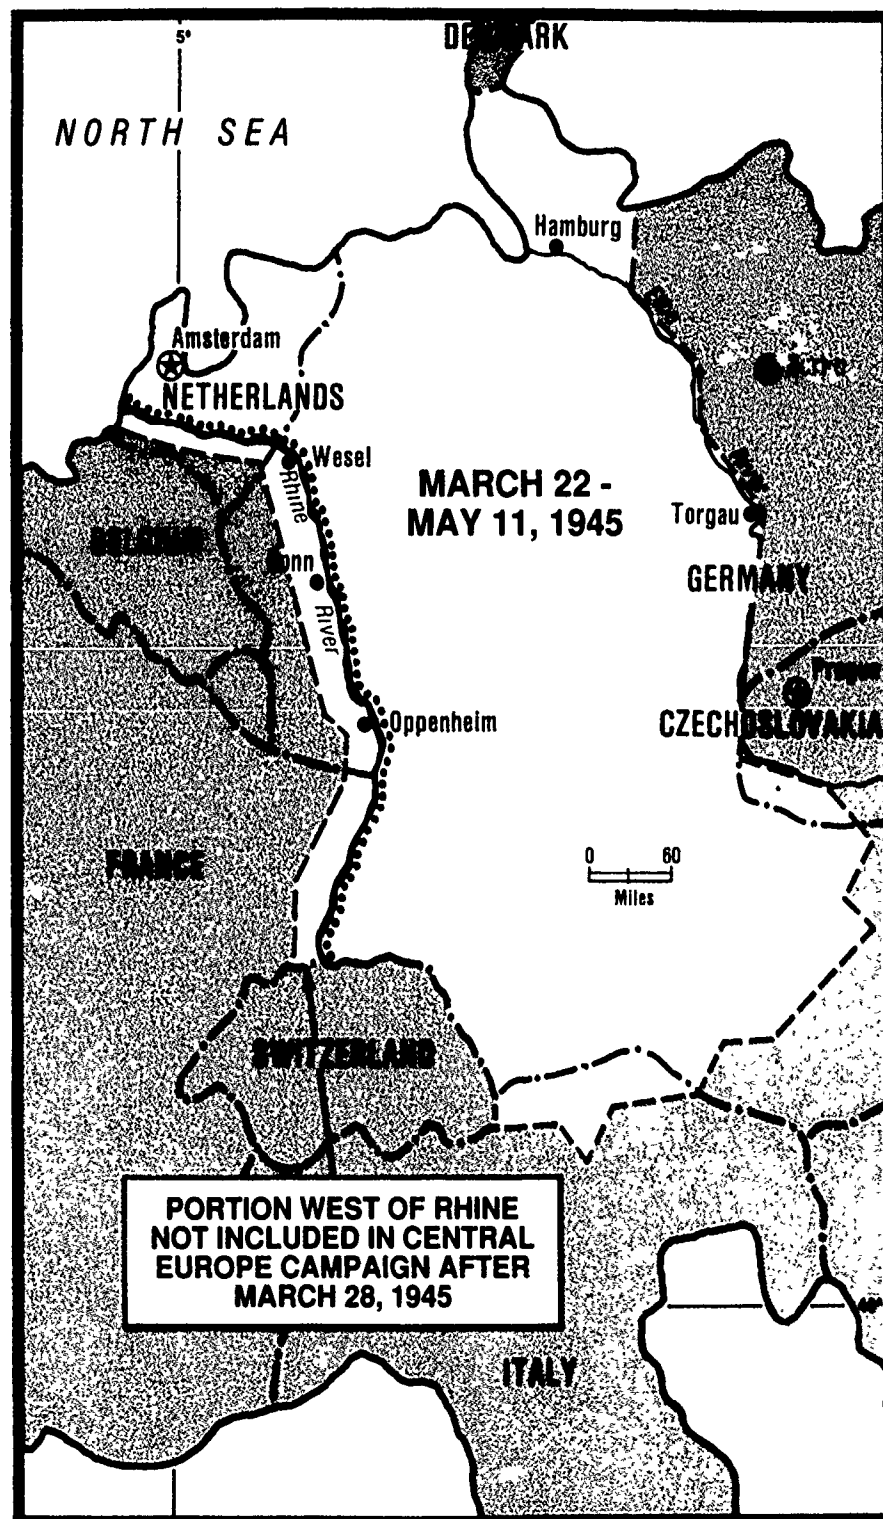 5°
DENMARK
NORTH SEA
Hamburg
Amsterdam
NETHERLANDS
Wesel
Rhine
MARCH 22 -
MAY 11, 1945
Torgau
GERMANY
River
Prague
Oppenheim
CZECHOSLOVAKIA
FRANCE
0 60
Miles
SWITZERLAND
PORTION WEST OF RHINE
NOT INCLUDED IN CENTRAL
EUROPE CAMPAIGN AFTER
MARCH 28, 1945
ITALY